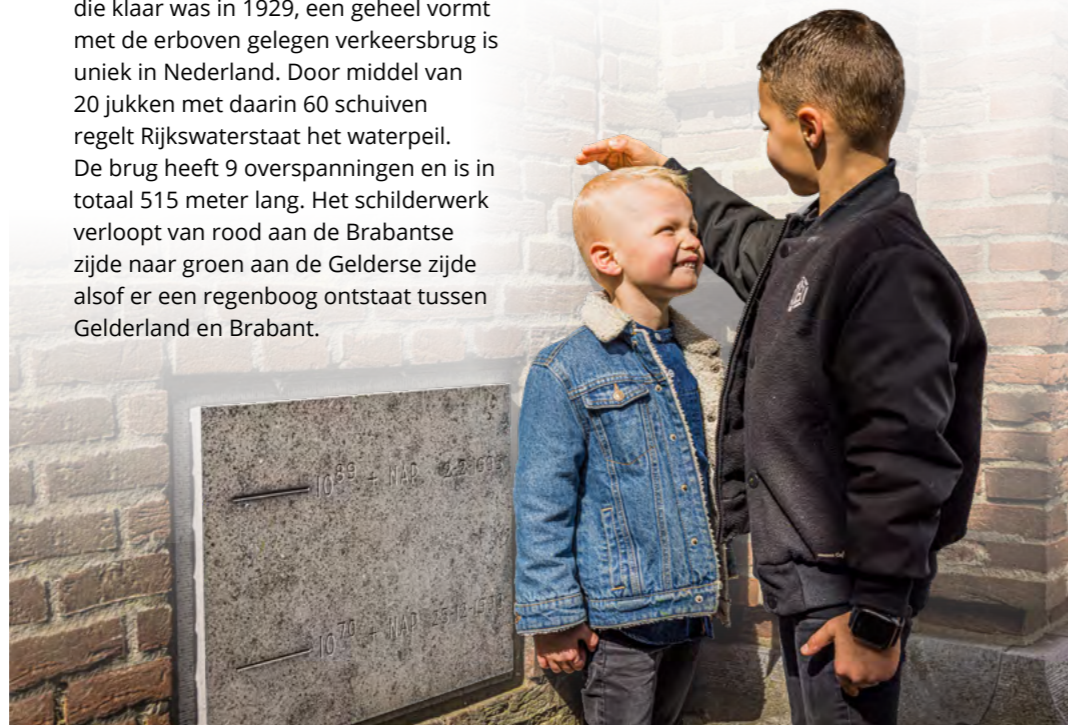 die klaar was in 1929, een geheel vormt
met de erboven gelegen verkeersbrug is
uniek in Nederland. Door middel van
20 jukken met daarin 60 schuiven
regelt Rijkswaterstaat het waterpeil.
De brug heeft 9 overspanningen en is in
totaal 515 meter lang. Het schilderwerk
verloopt van rood aan de Brabantse
zijde naar groen aan de Gelderse zijde
alsof er een regenboog ontstaat tussen
Gelderland en Brabant.
10⁸⁹ + NAP
10⁷⁰ + NAP